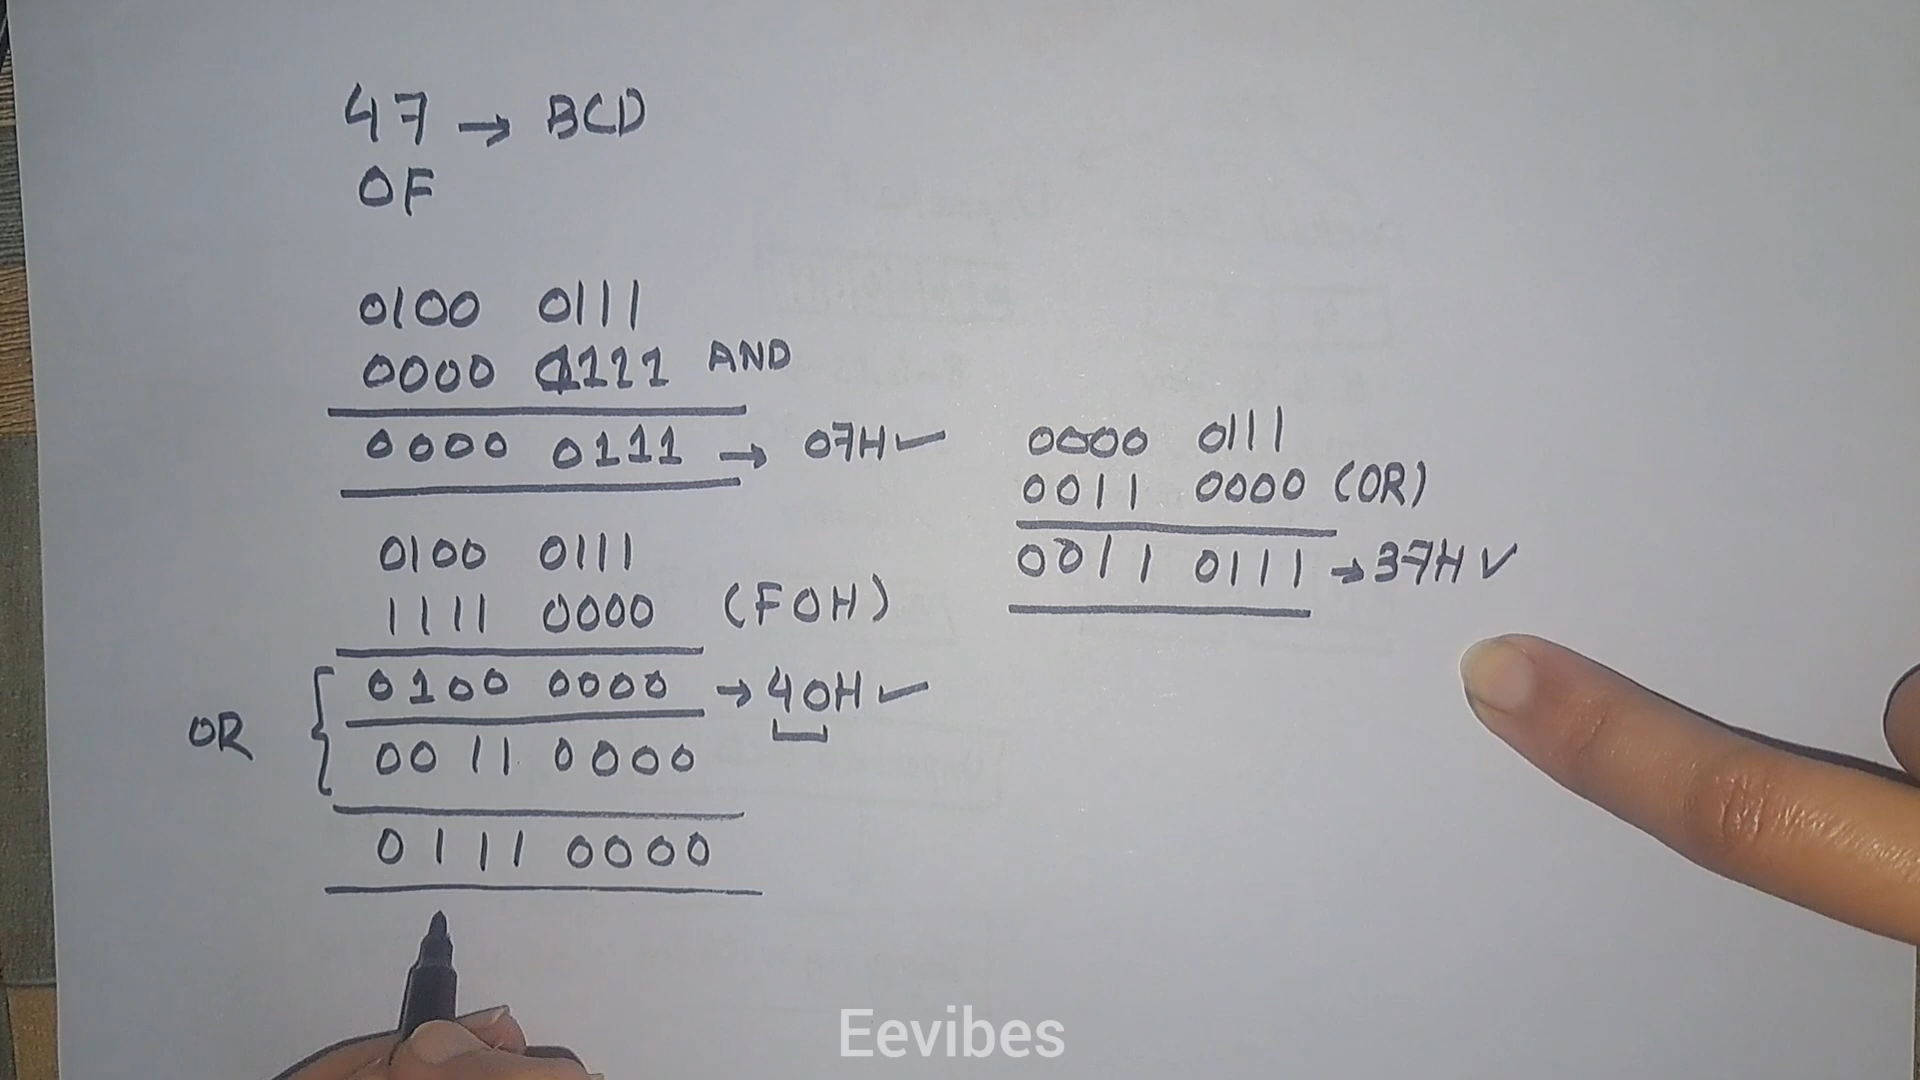 47 → BCD
0F
0100 0111
0000 1111 AND
0000 0111 → 07H ✓
0100 0111
1111 0000 (F0H)
0100 0000 → 40H ✓
OR
0011 0000
0111 0000
0000 0111
0011 0000 (OR)
0011 0111 → 37H ✓
Eevibes